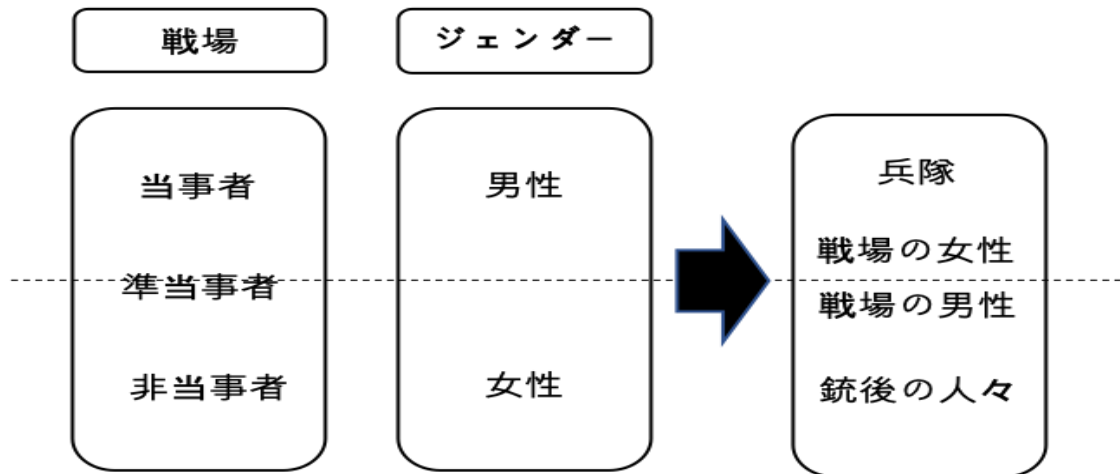 戦場
ジェンダー
当事者
準当事者
非当事者
男性
女性
兵隊
戦場の女性
戦場の男性
銃後の人々